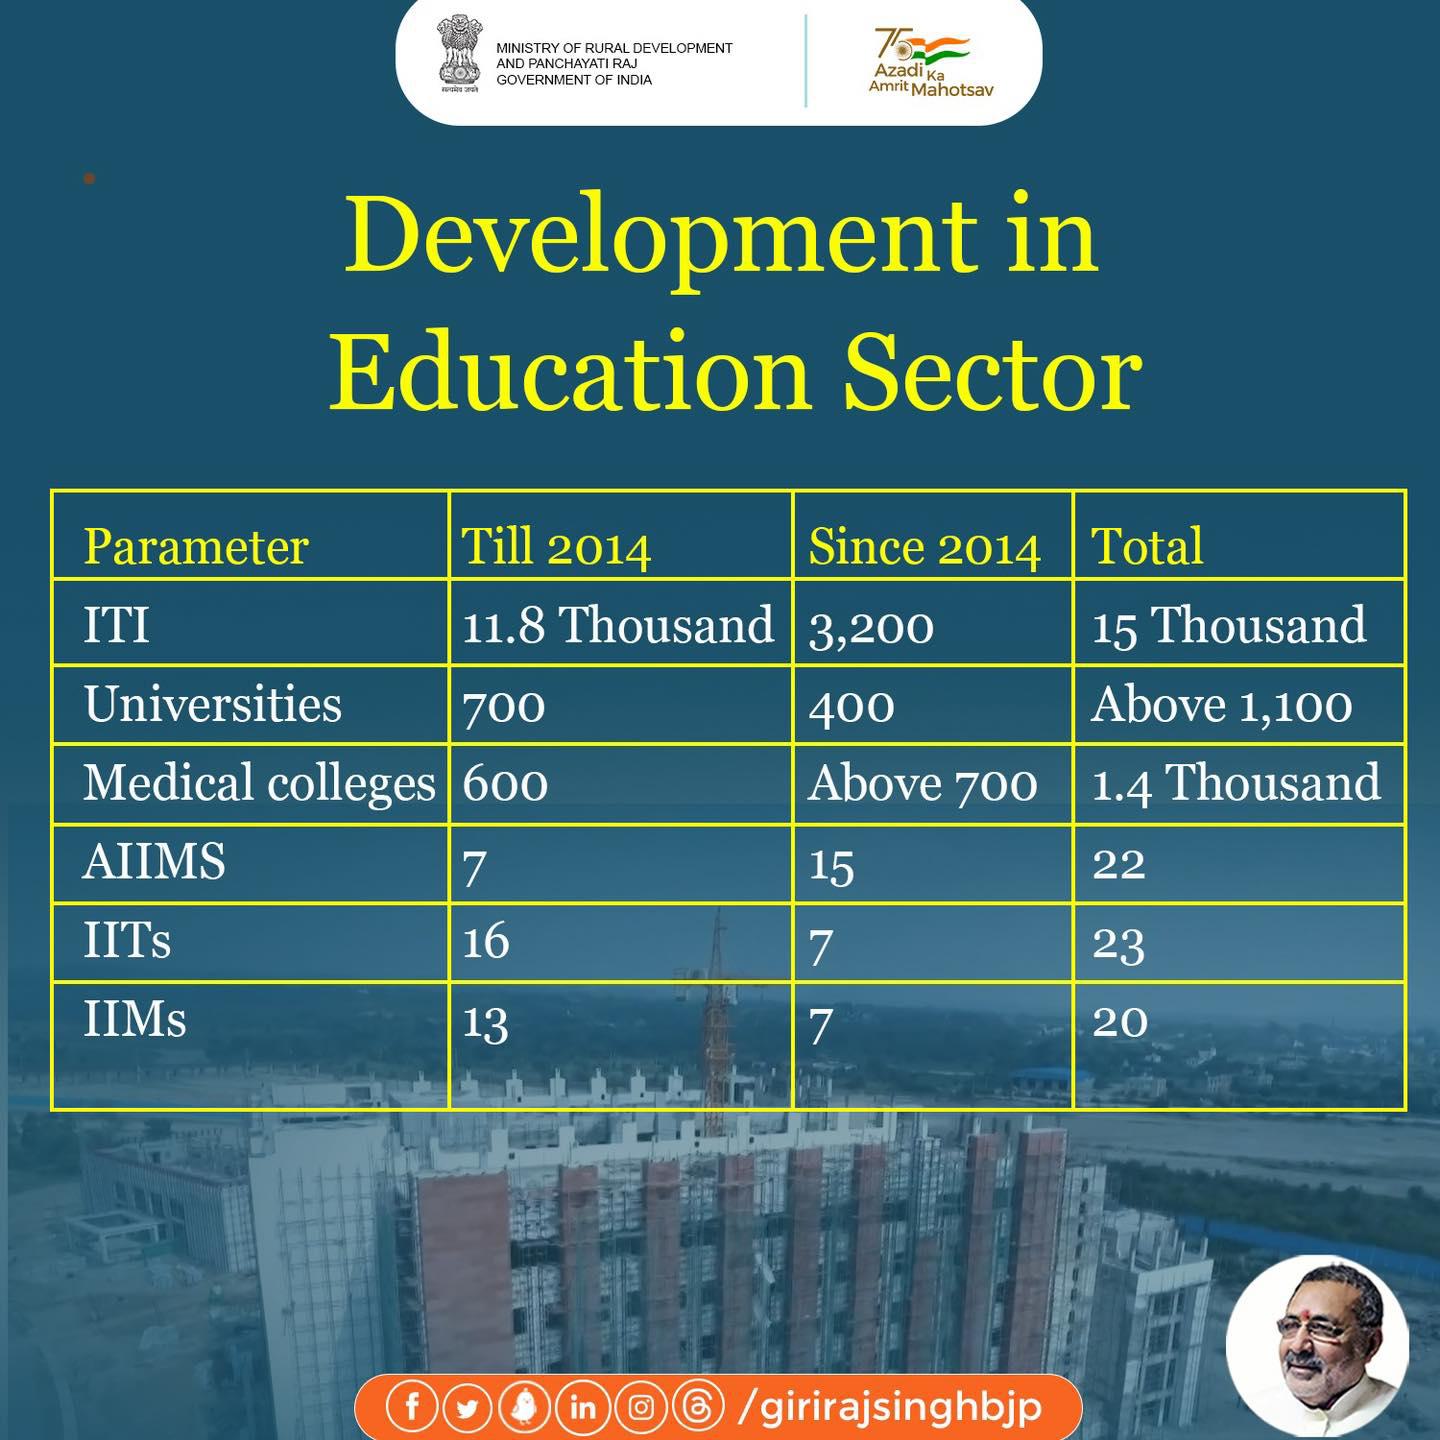 MINISTRY OF RURAL DEVELOPMENT
AND PANCHAYATI RAJ
GOVERNMENT OF INDIA
सत्यमेव जयते
75
Azadi Ka
Amrit Mahotsav
Development in
Education Sector
Parameter Till 2014 Since 2014 Total
ITI 11.8 Thousand 3,200 15 Thousand
Universities 700 400 Above 1,100
Medical colleges 600 Above 700 1.4 Thousand
AIIMS 7 15 22
IITs 16 7 23
IIMs 13 7 20
/girirajsinghbjp